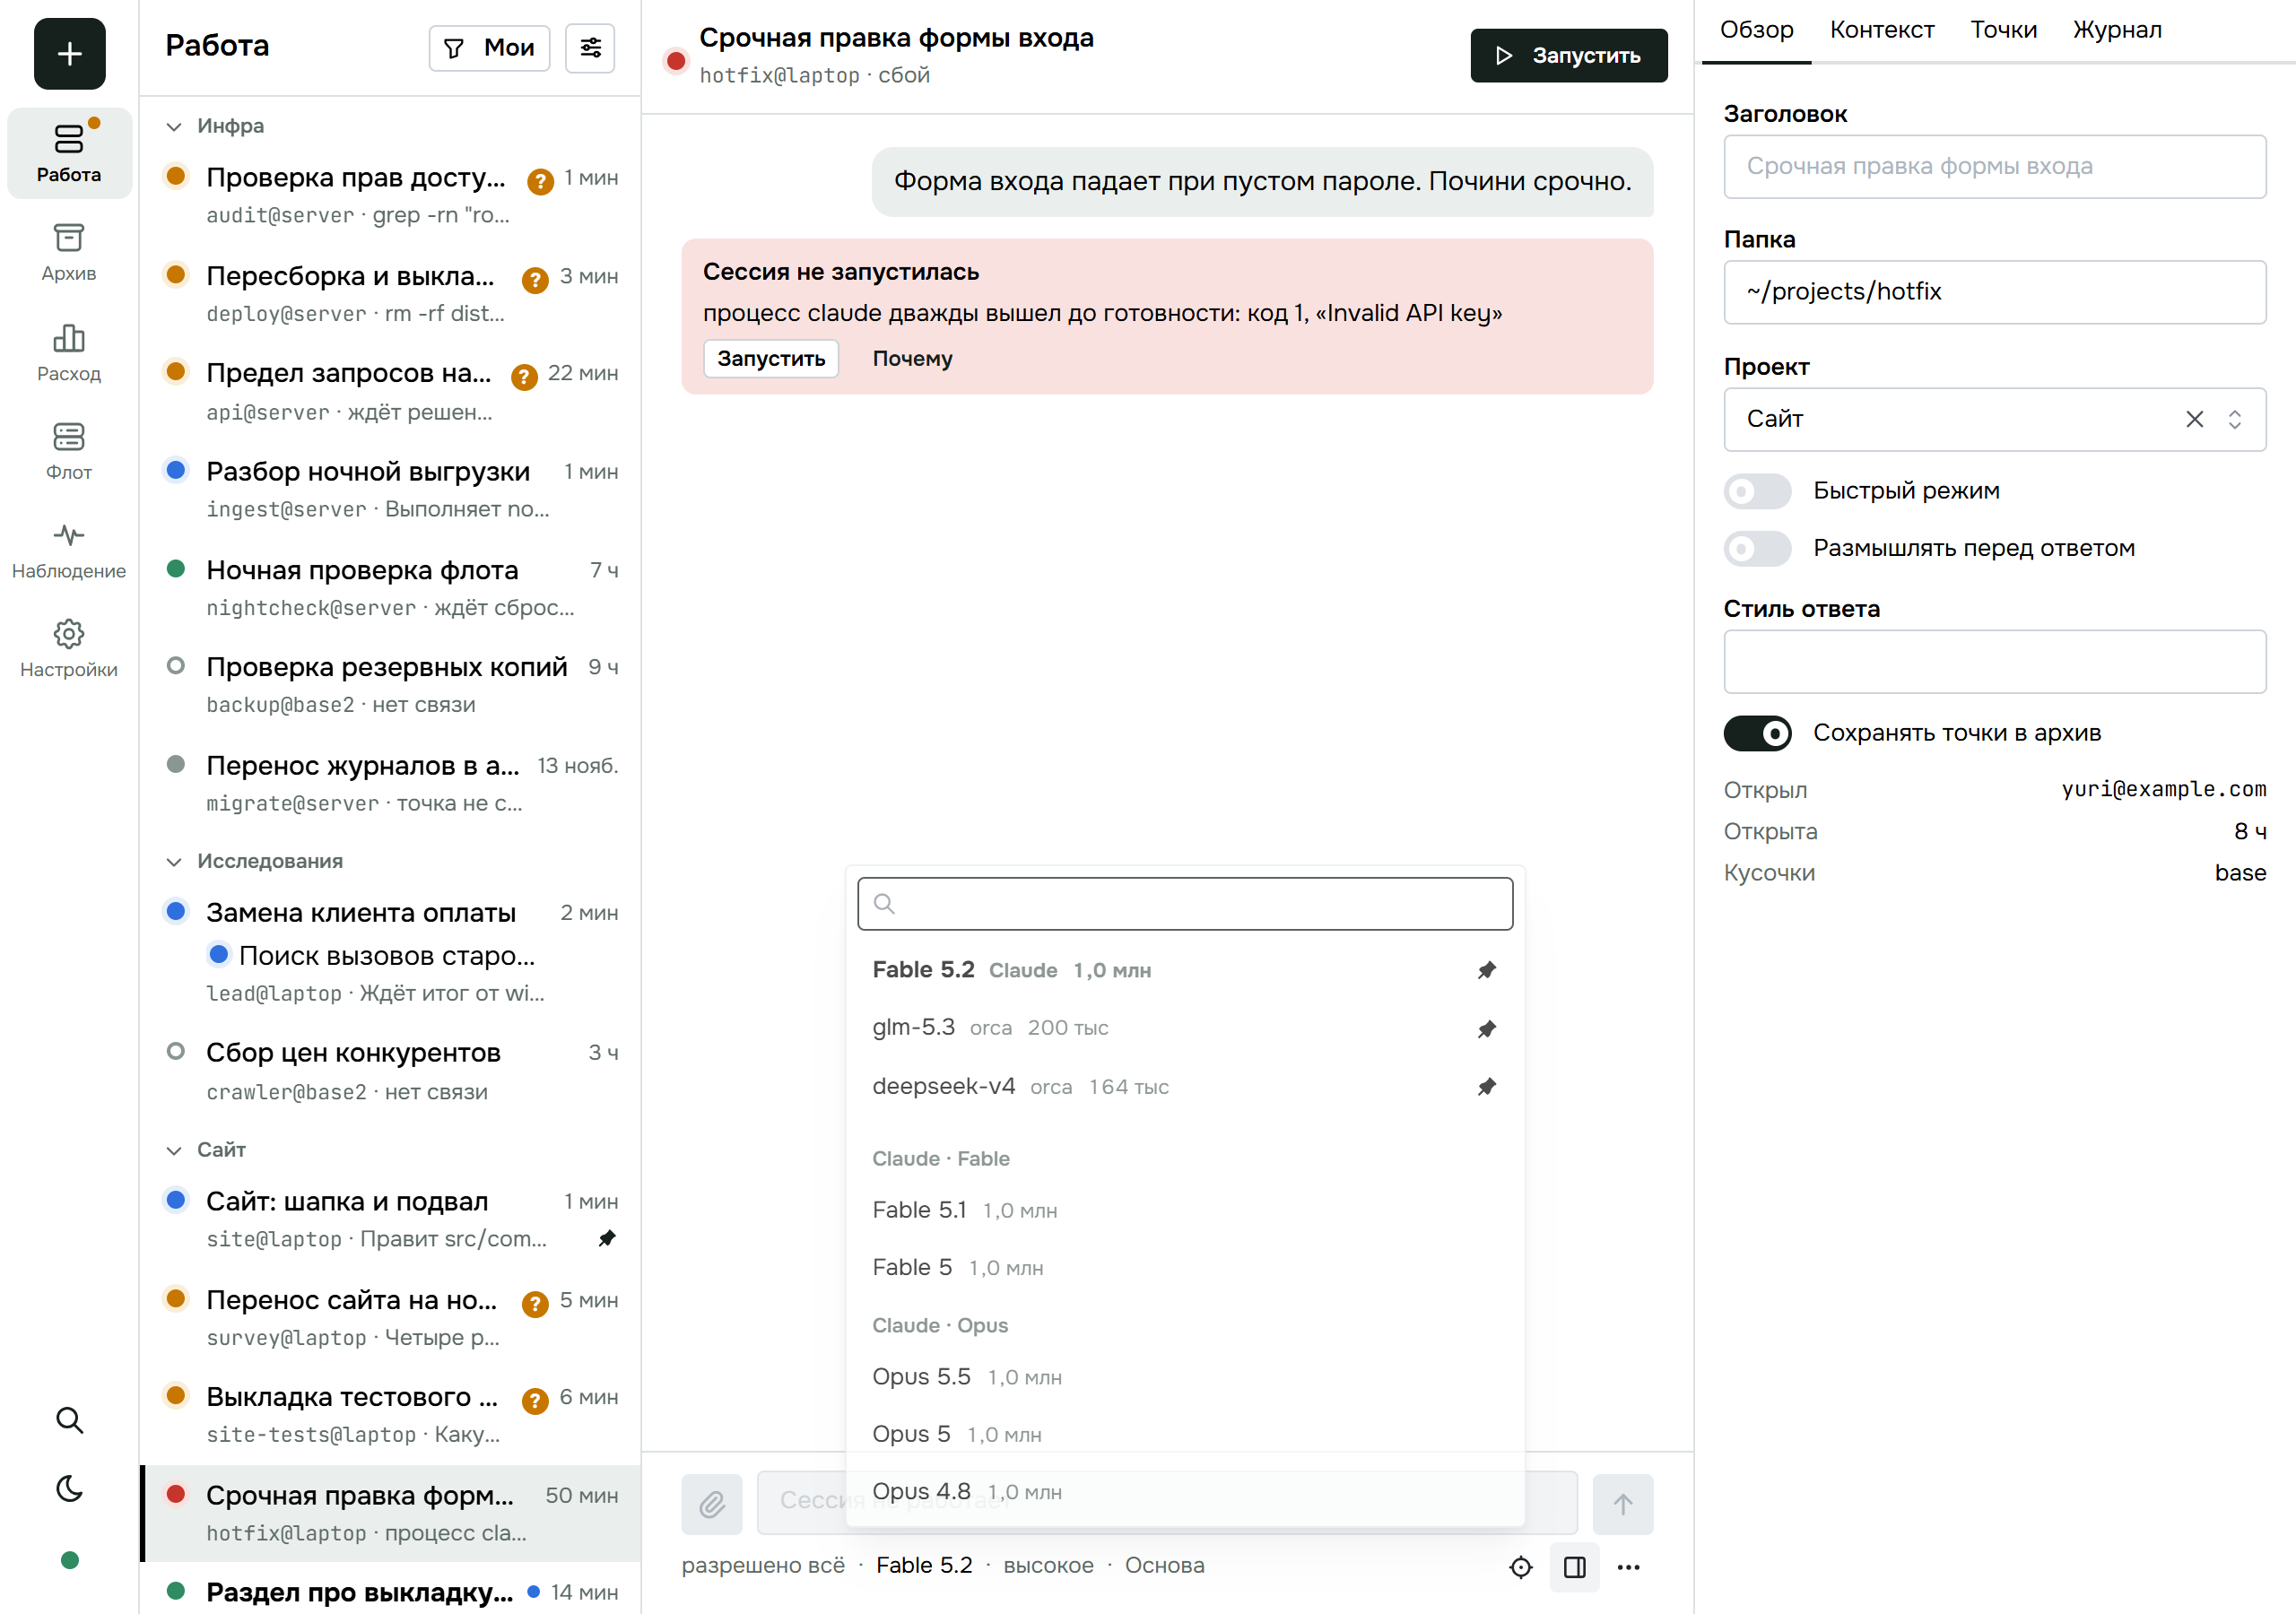 Работа
Архив
Расход
Флот
Наблюдение
Настройки
Работа
Мои
Инфра
Проверка прав досту... ? 1 мин
audit@server · grep -rn "ro...
Пересборка и выкла... ? 3 мин
deploy@server · rm -rf dist...
Предел запросов на... ? 22 мин
api@server · ждёт решен...
Разбор ночной выгрузки 1 мин
ingest@server · Выполняет по...
Ночная проверка флота 7 ч
nightcheck@server · ждёт сброс...
Проверка резервных копий 9 ч
backup@base2 · нет связи
Перенос журналов в а... 13 нояб.
migrate@server · точка не с...
Исследования
Замена клиента оплаты 2 мин
Поиск вызовов старо...
lead@laptop · Ждёт итог от wi...
Сбор цен конкурентов 3 ч
crawler@base2 · нет связи
Сайт
Сайт: шапка и подвал 1 мин
site@laptop · Правит src/com...
Перенос сайта на но... ? 5 мин
survey@laptop · Четыре р...
Выкладка тестового ... ? 6 мин
site-tests@laptop · Каку...
Срочная правка форм... 50 мин
hotfix@laptop · процесс cla...
Раздел про выкладку... 14 мин
Срочная правка формы входа
hotfix@laptop · сбой
Запустить
Форма входа падает при пустом пароле. Почини срочно.
Сессия не запустилась
процесс claude дважды вышел до готовности: код 1, «Invalid API key»
Запустить Почему
Fable 5.2 Claude 1,0 млн
glm-5.3 orca 200 тыс
deepseek-v4 orca 164 тыс
Claude · Fable
Fable 5.1 1,0 млн
Fable 5 1,0 млн
Claude · Opus
Opus 5.5 1,0 млн
Opus 5 1,0 млн
Opus 4.8 1,0 млн
Сессия не работает
разрешено всё · Fable 5.2 · высокое · Основа
Обзор Контекст Точки Журнал
Заголовок
Срочная правка формы входа
Папка
~/projects/hotfix
Проект
Сайт
Быстрый режим
Размышлять перед ответом
Стиль ответа
Сохранять точки в архив
Открыл yuri@example.com
Открыта 8 ч
Кусочки base